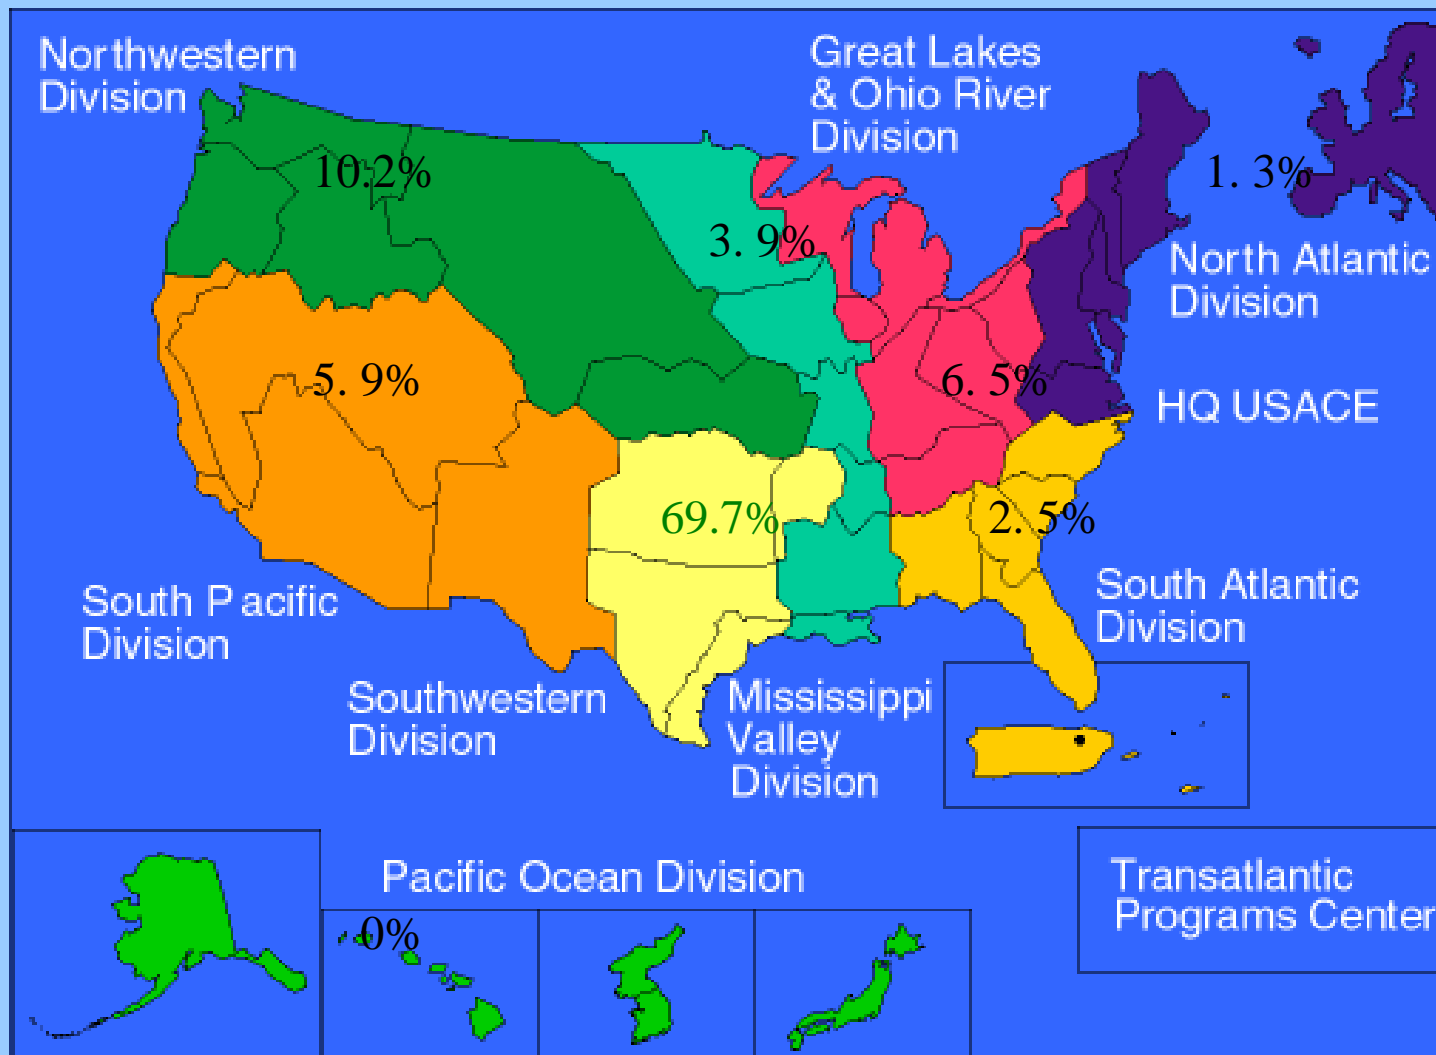 Northwestern
Division
Great Lakes
& Ohio River
Division
10.2%
1. 3%
3. 9%
North Atlantic
Division
5. 9%
6. 5%
HQ USACE
69.7%
2. 5%
South Pacific
Division
South Atlantic
Division
Southwestern
Division
Mississippi
Valley
Division
Pacific Ocean Division
0%
Transatlantic
Programs Center